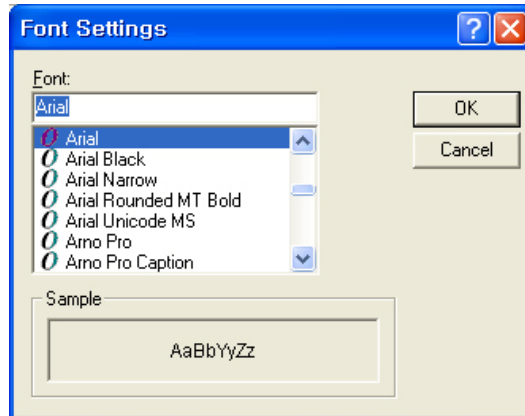 Font Settings
Font:
Arial
OK
Arial
Arial Black
Cancel
Arial Narrow
Arial Rounded MT Bold
Arial Unicode MS
Arno Pro
Arno Pro Caption
Sample
AaBbYyZz